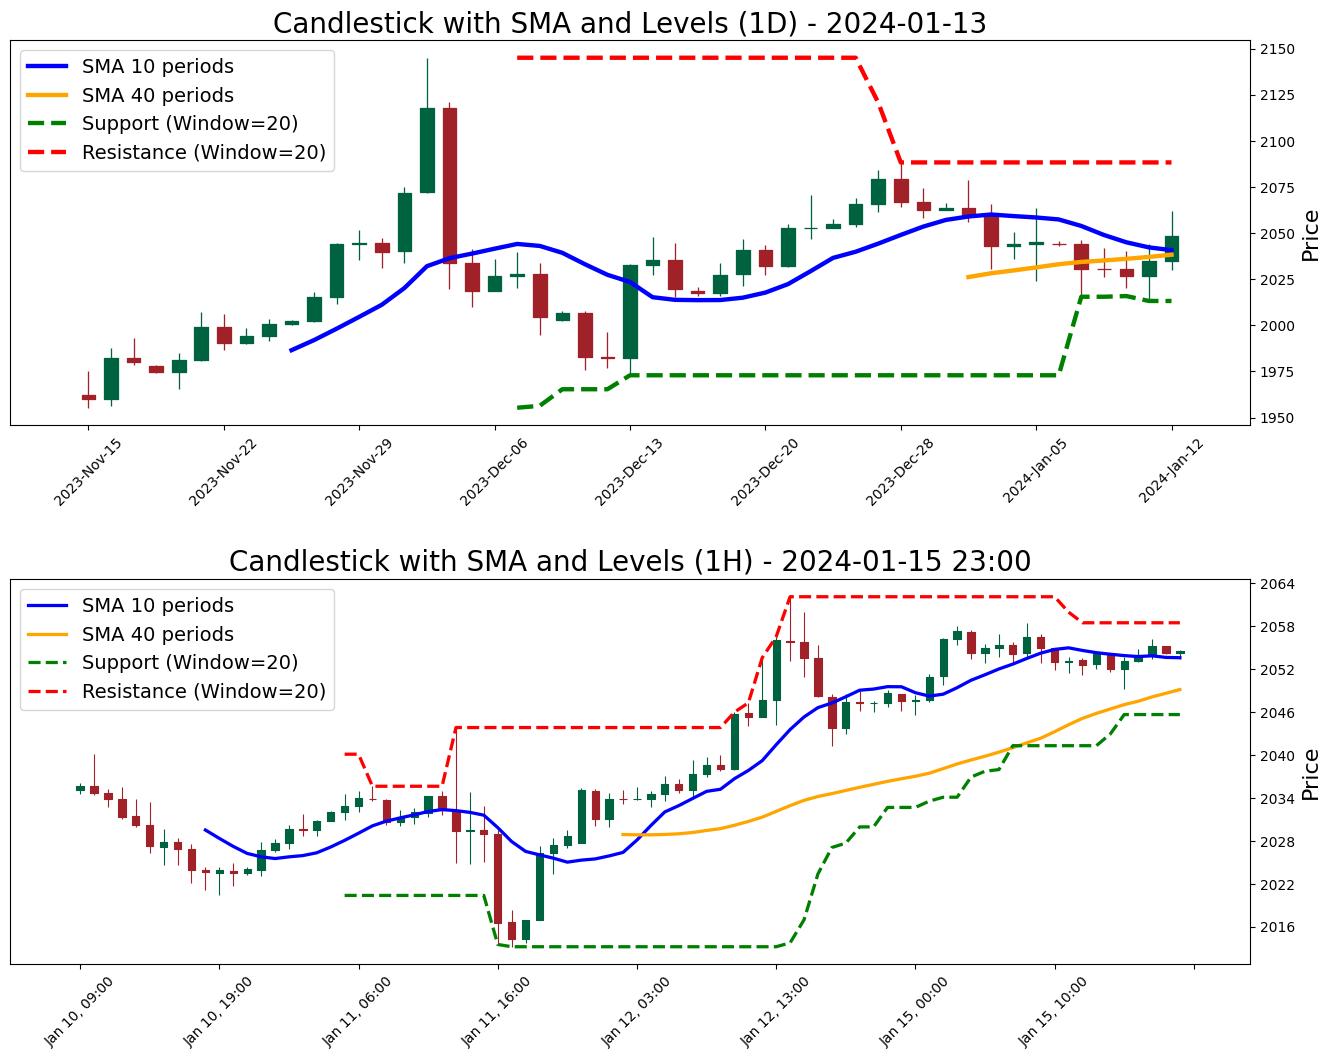 Candlestick with SMA and Levels (1D) - 2024-01-13
SMA 10 periods
SMA 40 periods
Support (Window=20)
Resistance (Window=20)
2150
2125
2100
2075
2050
2025
2000
1975
1950
Price
2023-Nov-15
2023-Nov-22
2023-Nov-29
2023-Dec-06
2023-Dec-13
2023-Dec-20
2023-Dec-28
2024-Jan-05
2024-Jan-12
Candlestick with SMA and Levels (1H) - 2024-01-15 23:00
SMA 10 periods
SMA 40 periods
Support (Window=20)
Resistance (Window=20)
2064
2058
2052
2046
2040
2034
2028
2022
2016
Price
Jan 10, 09:00
Jan 10, 19:00
Jan 11, 06:00
Jan 11, 16:00
Jan 12, 03:00
Jan 12, 13:00
Jan 15, 00:00
Jan 15, 10:00